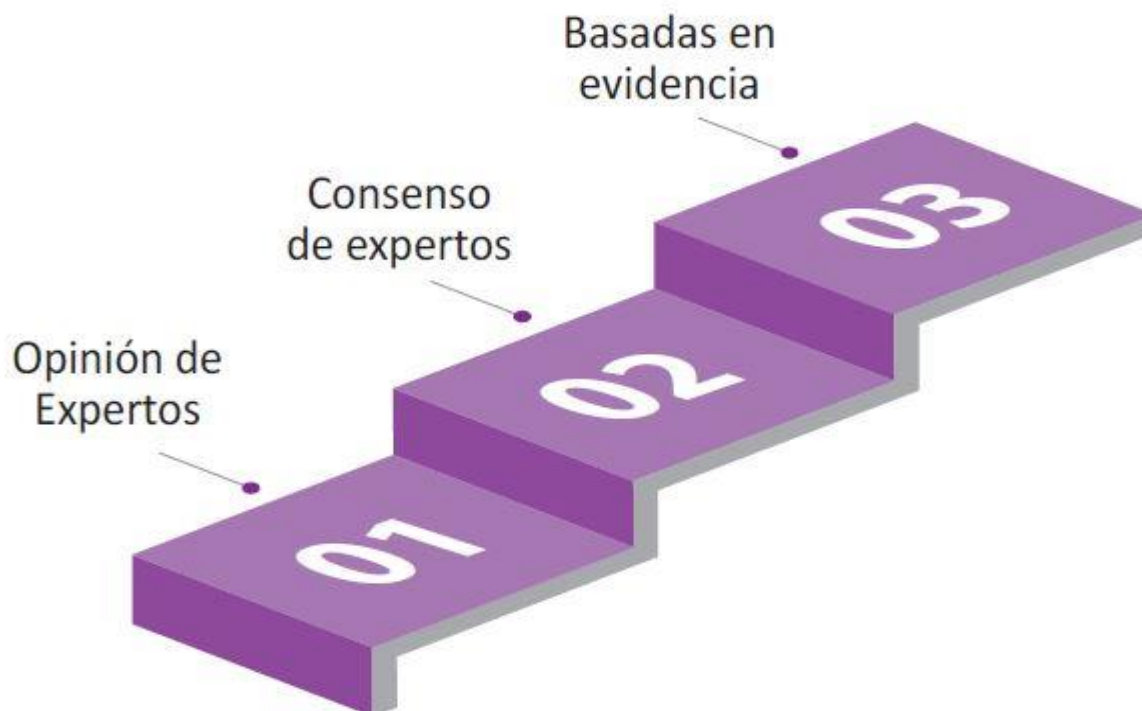 Basadas en
evidencia
03
Consenso
de expertos
02
Opinión de
Expertos
01